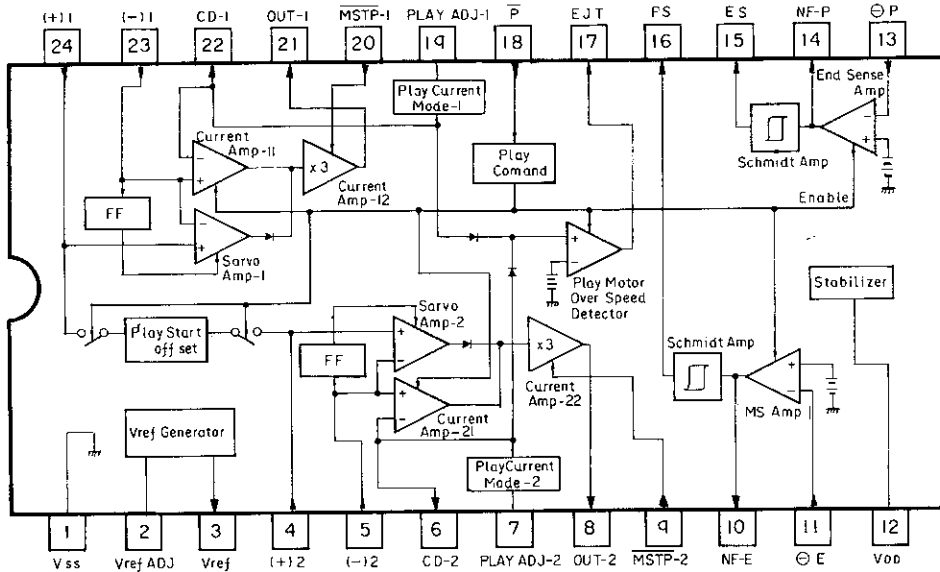 (+)1 (-)1 CD-1 OUT-1 MSTP-1 PLAY ADJ-1 P EJT PS ES NF-P ⊖P
24 23 22 21 20 19 18 17 16 15 14 13
Play Current
Mode-1
End Sense
Amp
Current
Amp-11
x3
Current
Amp-12
Play
Comand
Schmidt Amp
Enable
FF
Sarvo
Amp-1
Play Motor
Over Speed
Detector
Stabilizer
Play Start
off set
Sarvo
Amp-2
FF
x3
Current
Amp-22
Schmidt Amp
MS Amp
Current
Amp-21
Vref Generator
Play Current
Mode-2
1 2 3 4 5 6 7 8 9 10 11 12
Vss Vref ADJ Vref (+)2 (-)2 CD-2 PLAY ADJ-2 OUT-2 MSTP-2 NF-E ⊖E VDD